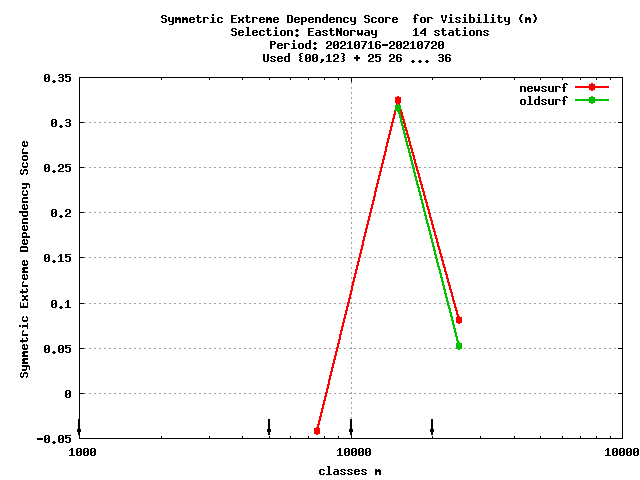 Symmetric Extreme Dependency Score for Visibility (m)
Selection: EastNorway 14 stations
Period: 20210716-20210720
Used {00,12} + 25 26 ... 36
newsurf
oldsurf
Symmetric Extreme Dependency Score
0.35
0.3
0.25
0.2
0.15
0.1
0.05
0
-0.05
1000 10000 10000
classes m